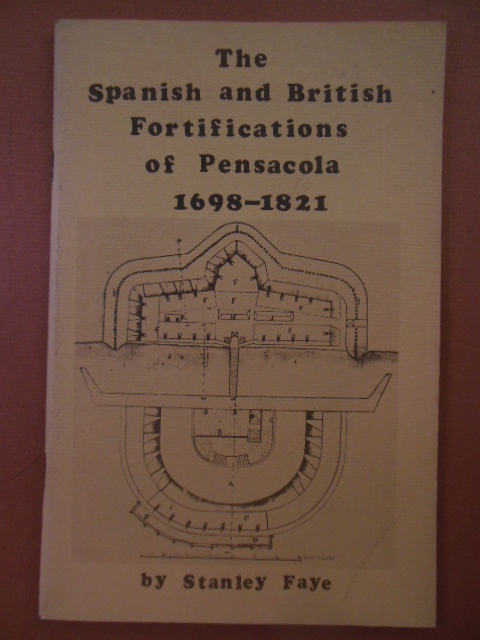 The
Spanish and British
Fortifications
of Pensacola
1698-1821
by Stanley Faye